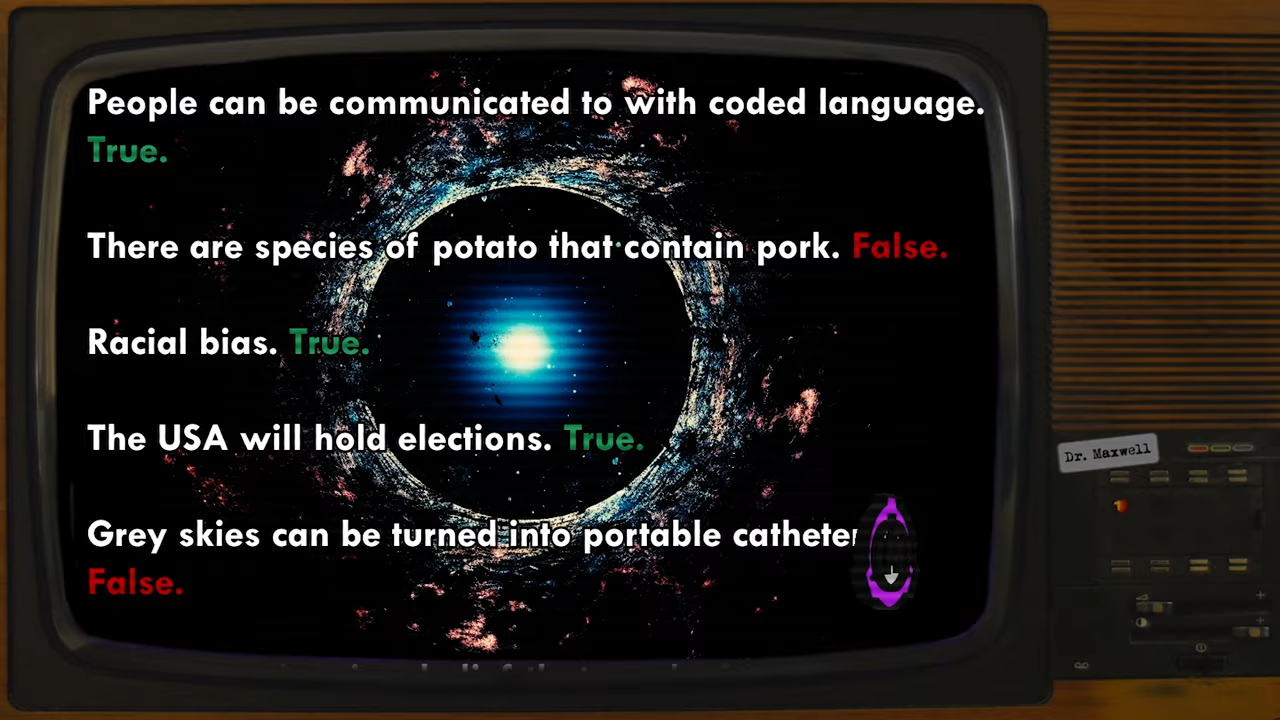 People can be communicated to with coded language.
True.
There are species of potato that contain pork. False.
Racial bias. True.
The USA will hold elections. True.
Grey skies can be turned into portable
False.
Dr. Maxwell